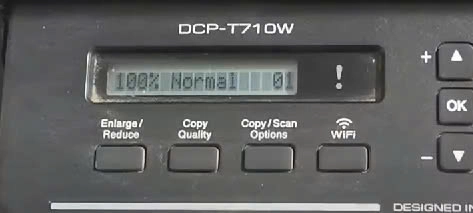 DCP-T710W
100% Normal 01 !
+
Enlarge/ Copy Copy/Scan
Reduce Quality Options WiFi
OK
-
DESIGNED IN